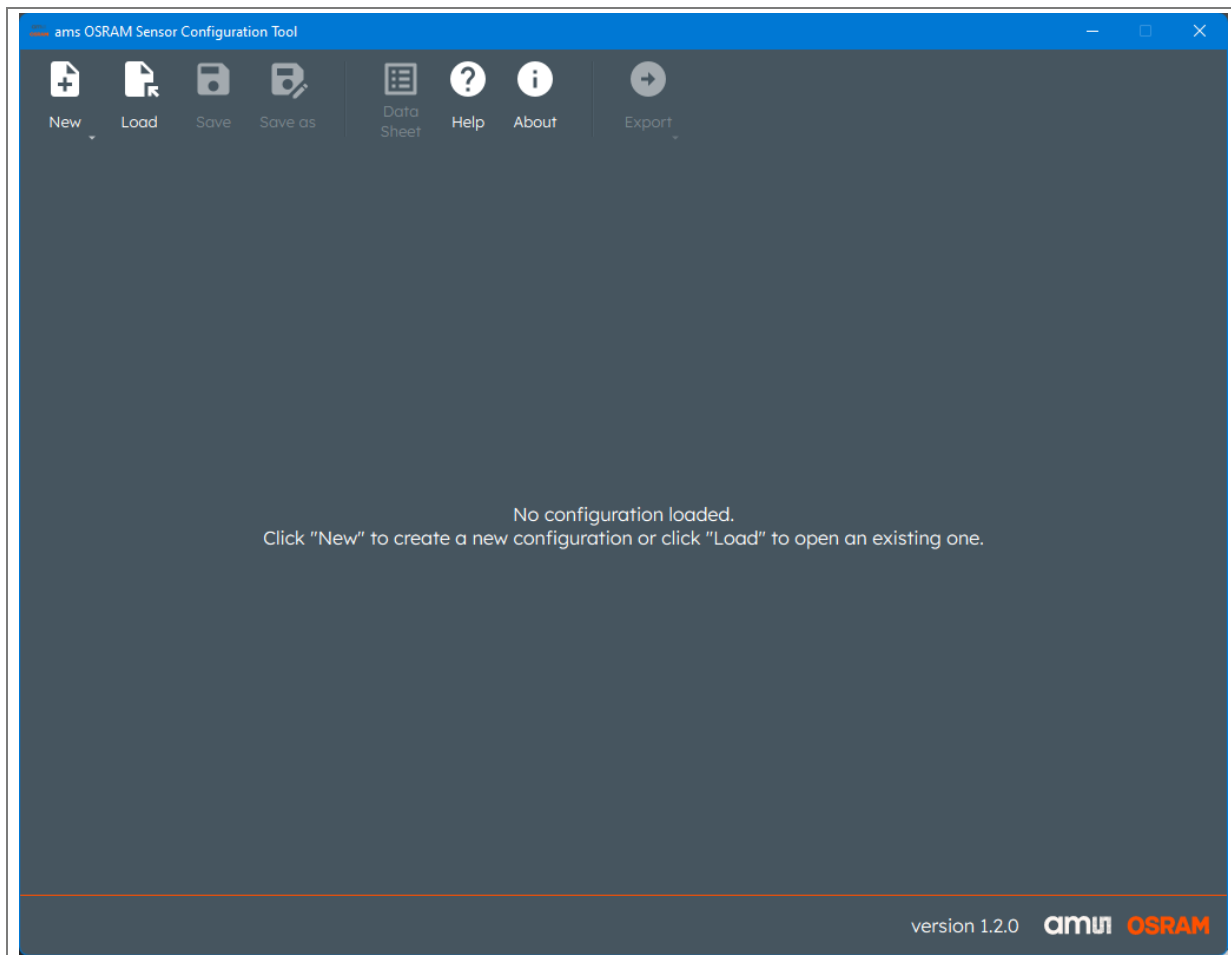 ams OSRAM Sensor Configuration Tool
New Load Save Save as Data Sheet Help About Export
No configuration loaded.
Click "New" to create a new configuration or click "Load" to open an existing one.
version 1.2.0 amu OSRAM